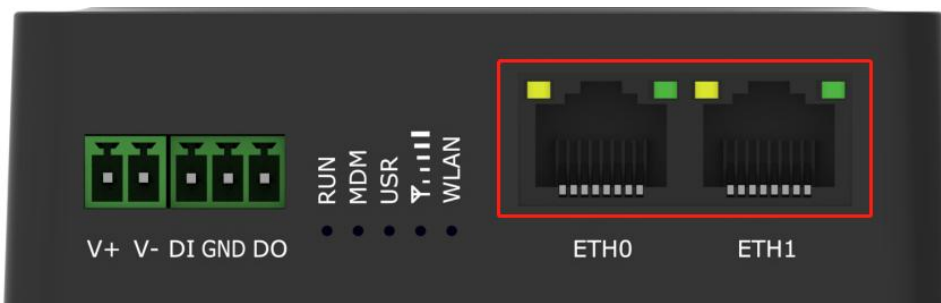 RUN
MDM
USR
WLAN
V+ V- DI GND DO
ETH0
ETH1